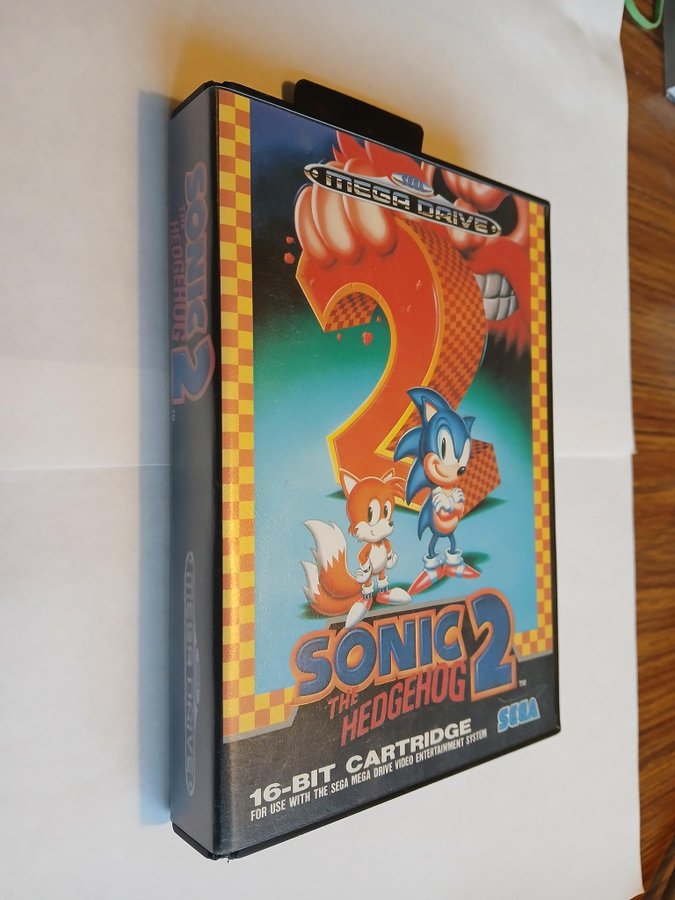 SEGA
MEGA DRIVE
SONIC
THE
HEDGEHOG
2
TM
SEGA
16-BIT CARTRIDGE
FOR USE WITH THE SEGA MEGA DRIVE VIDEO ENTERTAINMENT SYSTEM
SONIC
THE
HEDGEHOG
2
TM
MEGA DRIVE